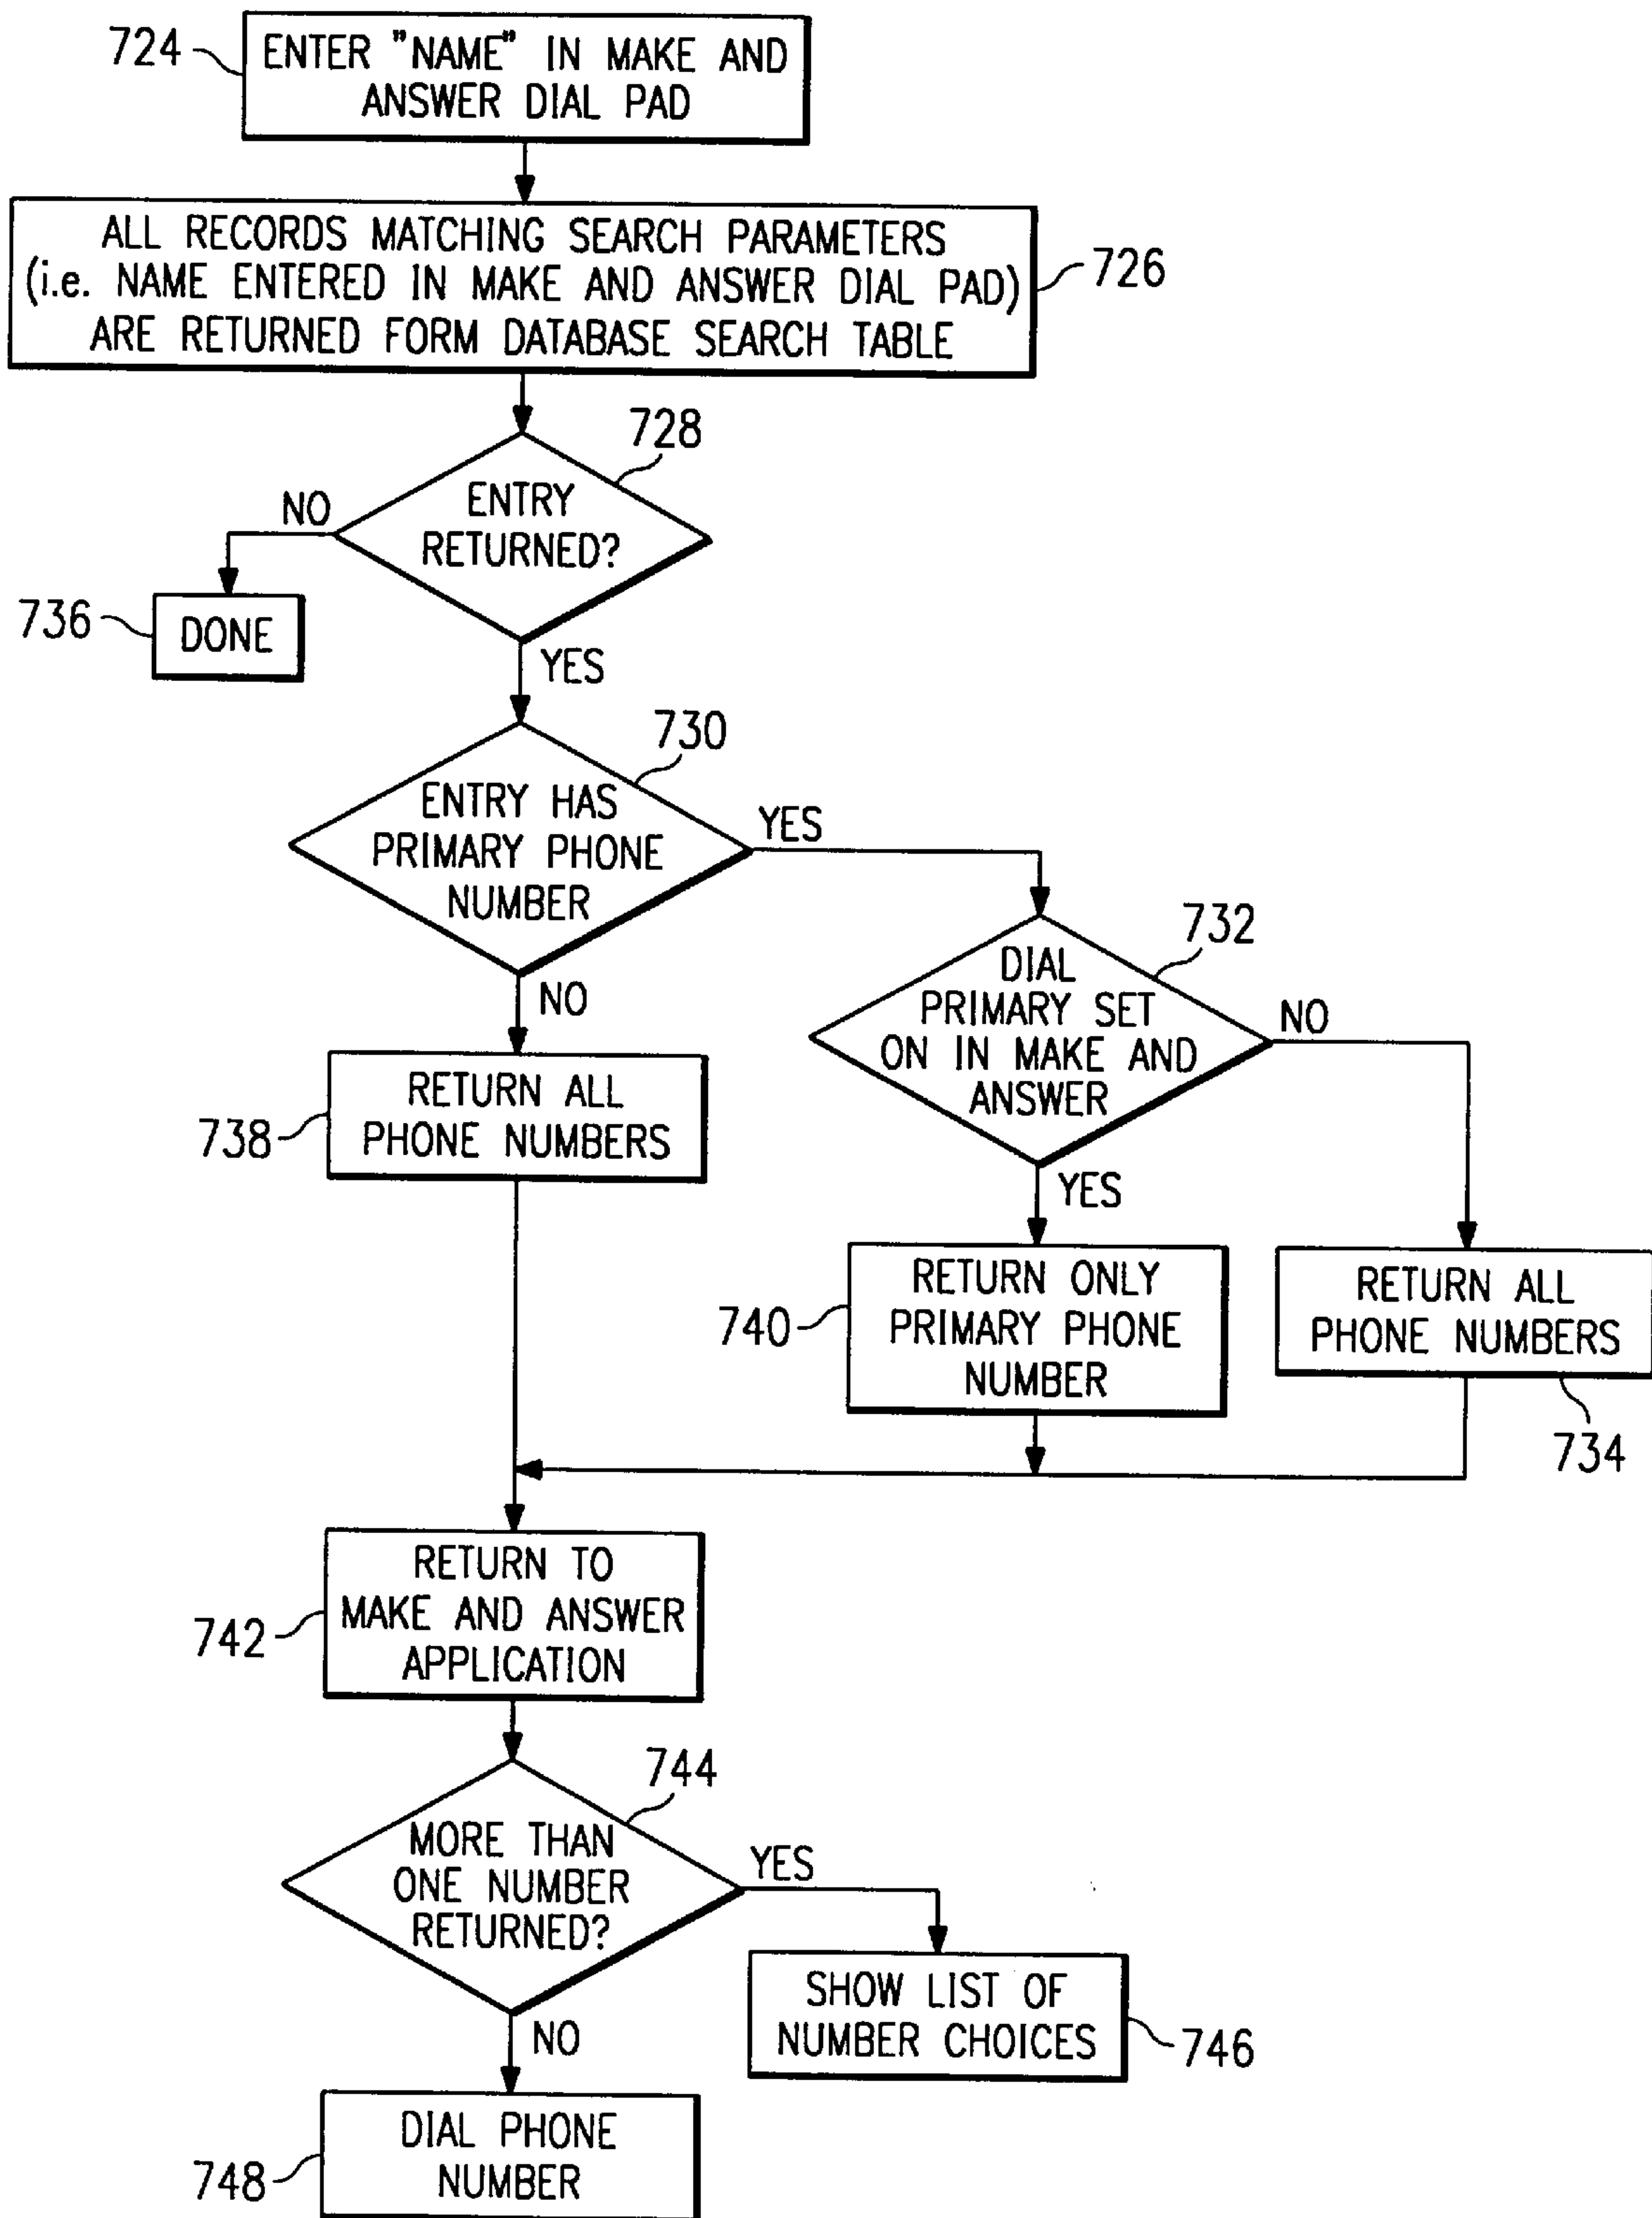 724
ENTER "NAME" IN MAKE AND
ANSWER DIAL PAD
ALL RECORDS MATCHING SEARCH PARAMETERS
(i.e. NAME ENTERED IN MAKE AND ANSWER DIAL PAD)
ARE RETURNED FORM DATABASE SEARCH TABLE
726
728
ENTRY
RETURNED?
NO
736
DONE
YES
730
ENTRY HAS
PRIMARY PHONE
NUMBER
YES
732
DIAL
PRIMARY SET
ON IN MAKE AND
ANSWER
NO
NO
738
RETURN ALL
PHONE NUMBERS
YES
740
RETURN ONLY
PRIMARY PHONE
NUMBER
RETURN ALL
PHONE NUMBERS
734
742
RETURN TO
MAKE AND ANSWER
APPLICATION
744
MORE THAN
ONE NUMBER
RETURNED?
YES
SHOW LIST OF
NUMBER CHOICES
746
NO
748
DIAL PHONE
NUMBER